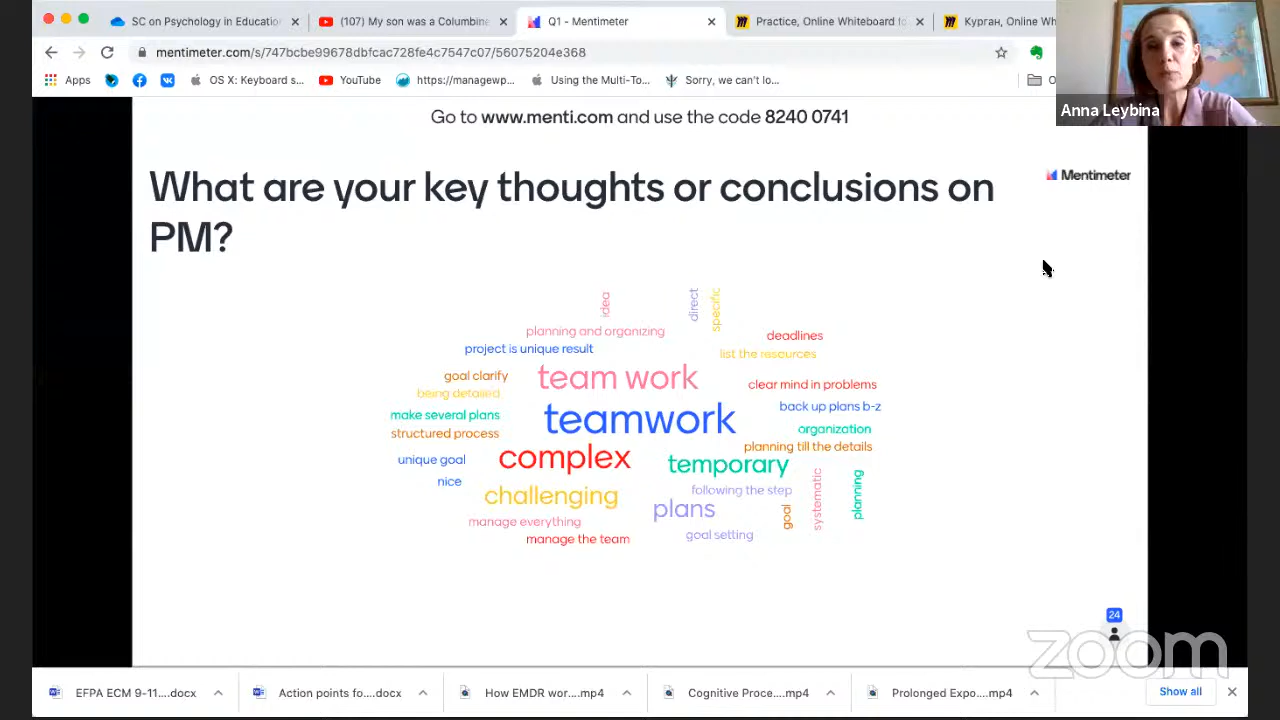 SC on Psychology in Education
(107) My son was a Columbine
Q1 - Mentimeter
Practice, Online Whiteboard fo
Курган, Online Wh
mentimeter.com/s/747bcbe99678dbfcac728fe4c7547c07/56075204e368
Apps
OS X: Keyboard s...
YouTube
https://managewp...
Using the Multi-To...
Sorry, we can't lo...
Anna Leybina
Go to www.menti.com and use the code 8240 0741
What are your key thoughts or conclusions on
PM?
Mentimeter
idea
direct
specific
planning and organizing
deadlines
project is unique result
list the resources
goal clarify
team work
clear mind in problems
being detailed
back up plans b-z
make several plans
teamwork
organization
structured process
planning till the details
unique goal
complex
temporary
nice
challenging
following the step
plans
goal
systematic
planning
manage everything
goal setting
manage the team
24
zoom
EFPA ECM 9-11....docx
Action points fo....docx
How EMDR wor....mp4
Cognitive Proce....mp4
Prolonged Expo....mp4
Show all